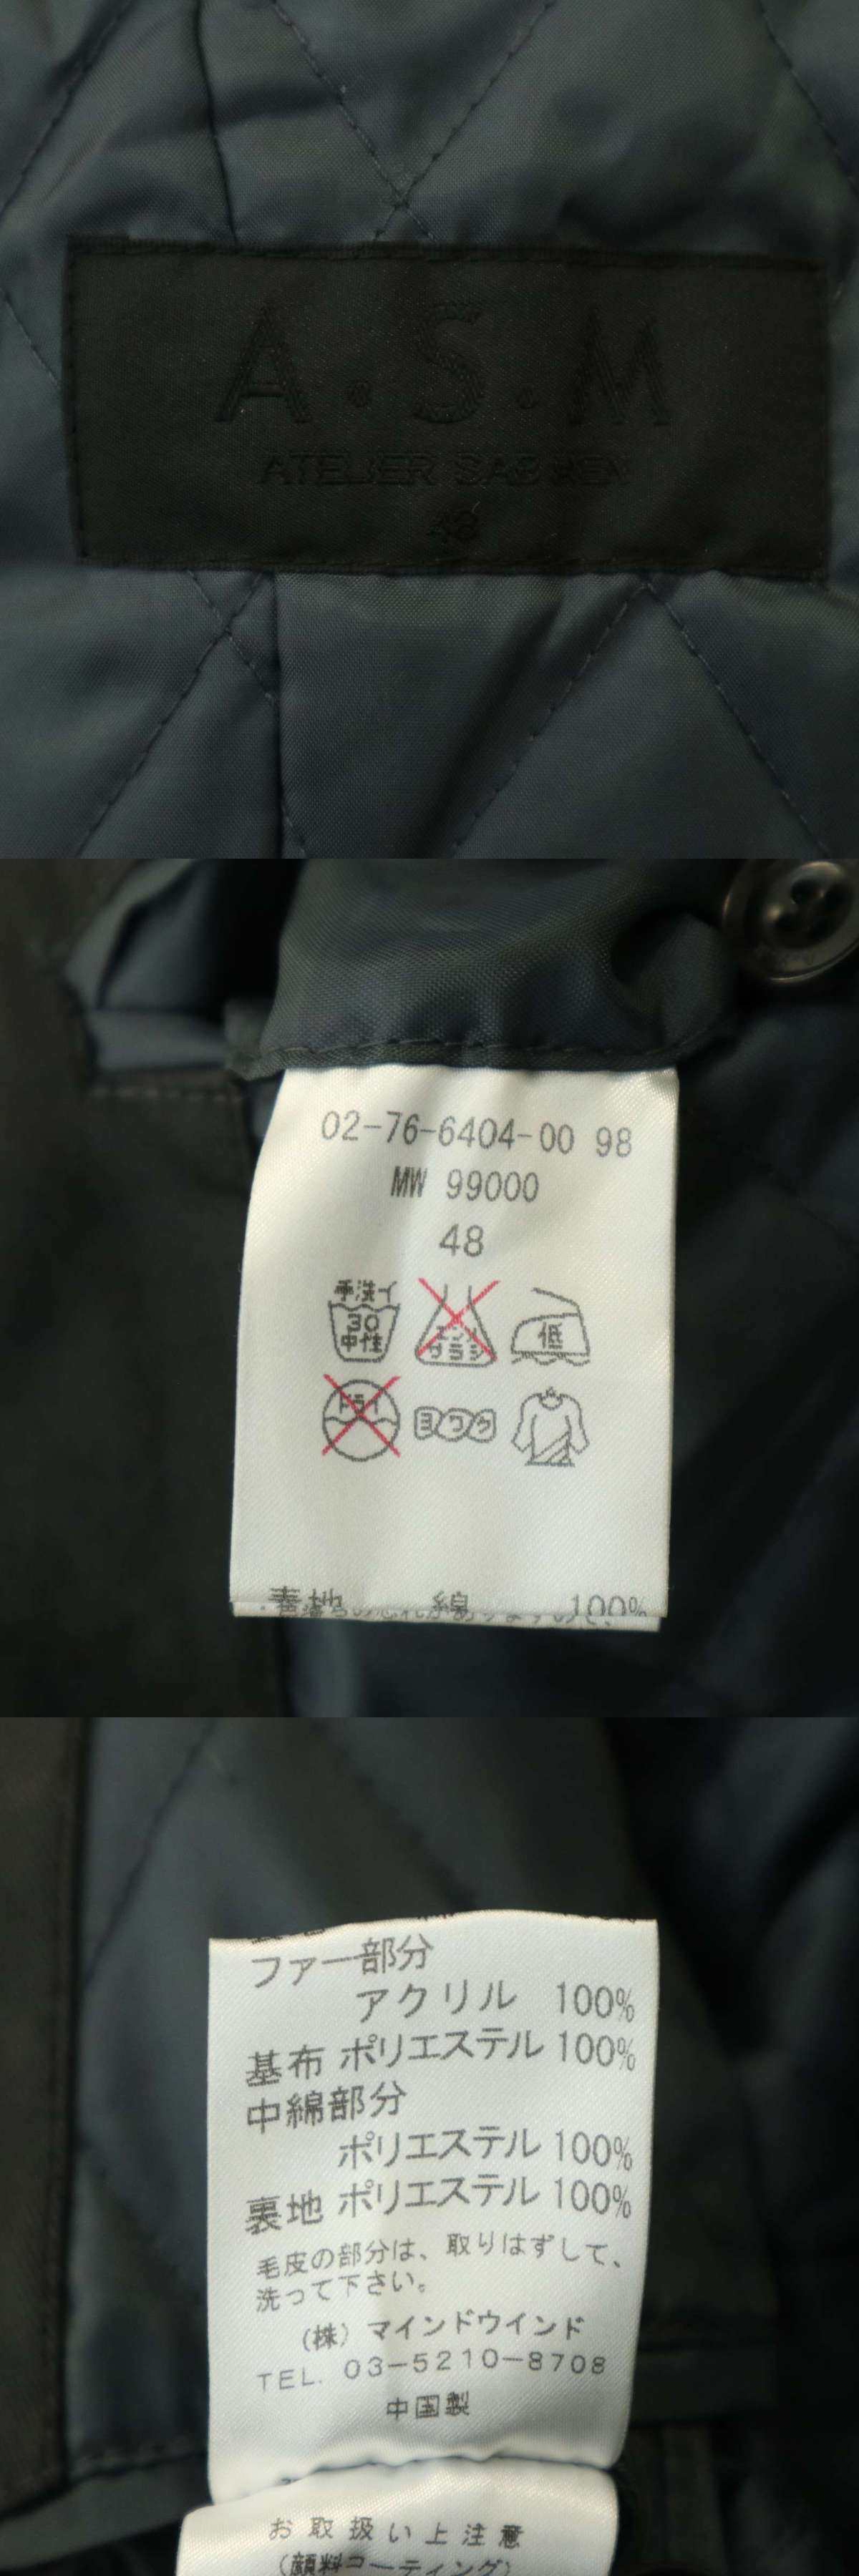 A.S.M
ATELIER SAB MEN
48
02-76-6404-00 98
MW 99000
48
手洗イ
30
中性
エンソ
サラシ
低
ドライ
ヨワク
表地 綿 100%
ファー部分
アクリル 100%
基布 ポリエステル 100%
中綿部分
ポリエステル 100%
裏地 ポリエステル 100%
毛皮の部分は、取りはずして、
洗って下さい。
(株) マインドウインド
TEL. 03-5210-8708
中国製
お取扱い上注意
(顔料コーティング)